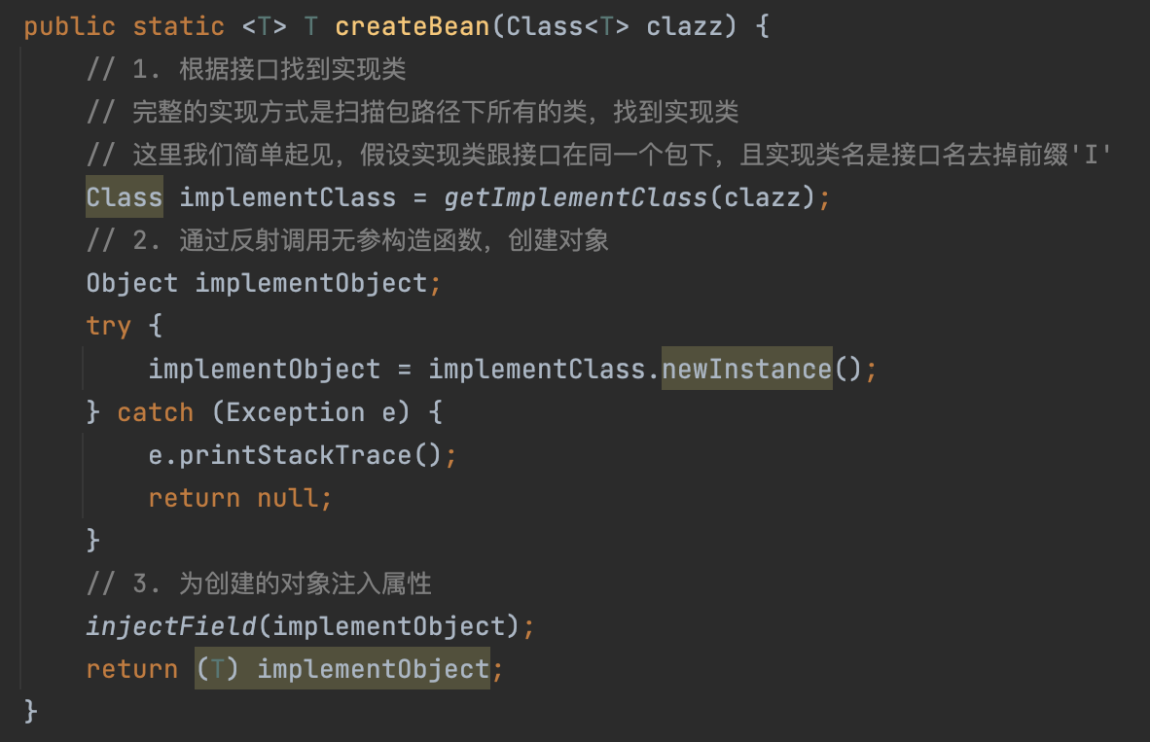 public static <T> T createBean(Class<T> clazz) {
    // 1. 根据接口找到实现类
    // 完整的实现方式是扫描包路径下所有的类，找到实现类
    // 这里我们简单起见，假设实现类跟接口在同一个包下，且实现类名是接口名去掉前缀'I'
    Class implementClass = getImplementClass(clazz);
    // 2. 通过反射调用无参构造函数，创建对象
    Object implementObject;
    try {
        implementObject = implementClass.newInstance();
    } catch (Exception e) {
        e.printStackTrace();
        return null;
    }
    // 3. 为创建的对象注入属性
    injectField(implementObject);
    return (T) implementObject;
}